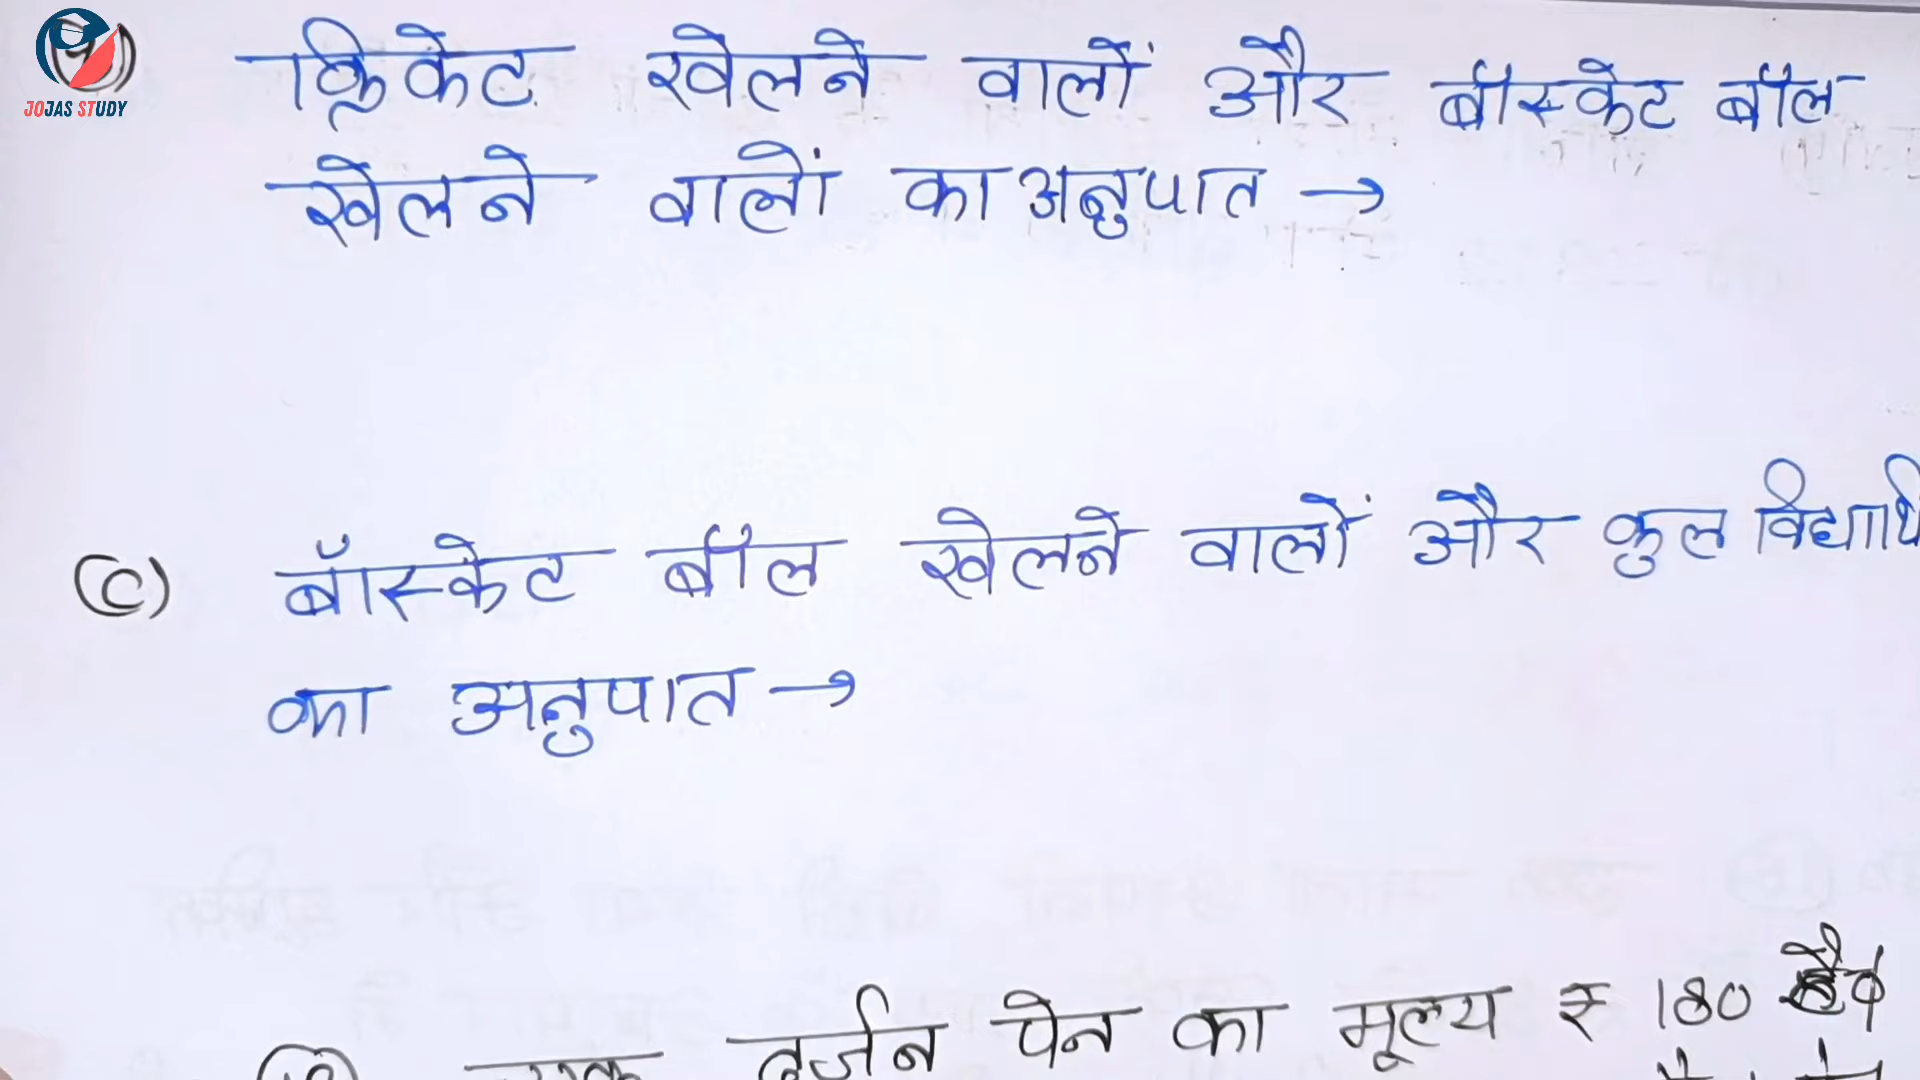 JOJAS STUDY
क्रिकेट खेलने वालों और बॉस्केट बॉल
खेलने वालों का अनुपात →
(c) बॉस्केट बॉल खेलने वालों और कुल विद्यार्थि
का अनुपात →
दर्जन पेन का मूल्य ₹ 180